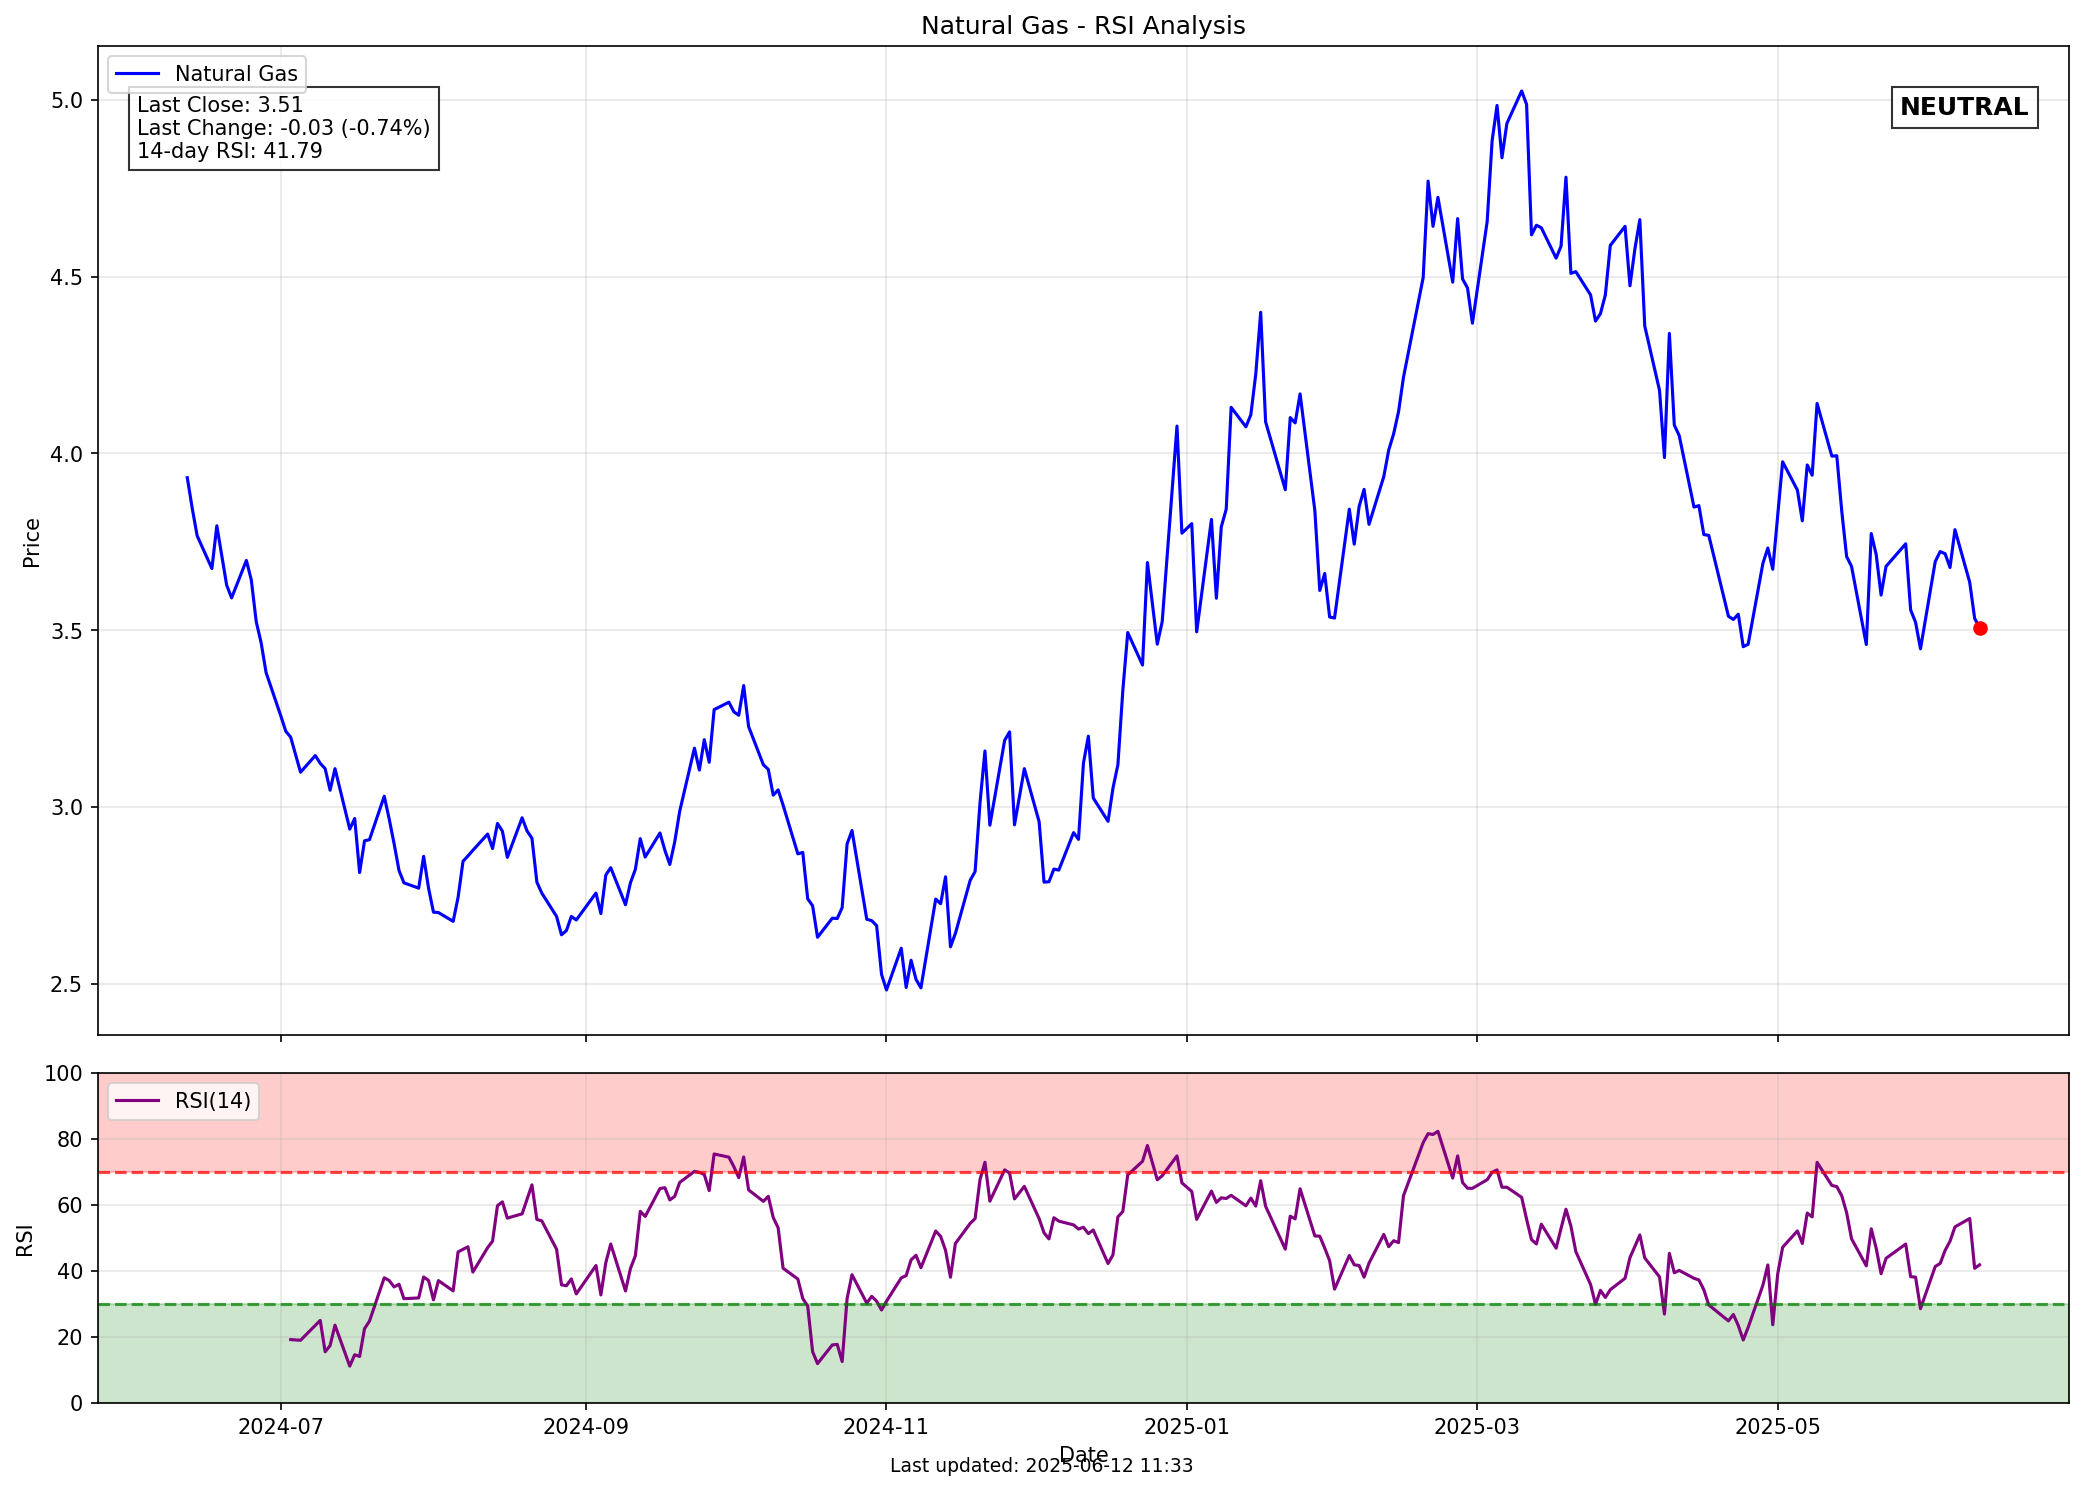 Natural Gas - RSI Analysis
Natural Gas
Last Close: 3.51
Last Change: -0.03 (-0.74%)
14-day RSI: 41.79
NEUTRAL
Price
5.0
4.5
4.0
3.5
3.0
2.5
RSI(14)
RSI
100
80
60
40
20
0
2024-07
2024-09
2024-11
2025-01
2025-03
2025-05
Date
Last updated: 2025-06-12 11:33